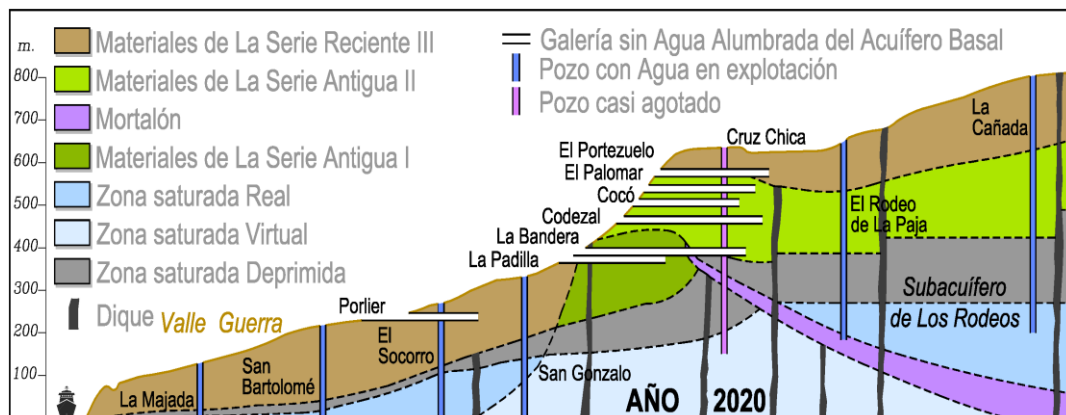 m.
800
700
600
500
400
300
200
100
Materiales de La Serie Reciente III
Materiales de La Serie Antigua II
Mortalón
Materiales de La Serie Antigua I
Zona saturada Real
Zona saturada Virtual
Zona saturada Deprimida
Dique
Valle Guerra
Galería sin Agua Alumbrada del Acuífero Basal
Pozo con Agua en explotación
Pozo casi agotado
Cruz Chica
La
Cañada
El Portezuelo
El Palomar
Cocó
Codezal
La Bandera
La Padilla
El Rodeo
de La Paja
Porlier
El
Socorro
San
Bartolomé
La Majada
San Gonzalo
Subacuífero
de Los Rodeos
AÑO 2020